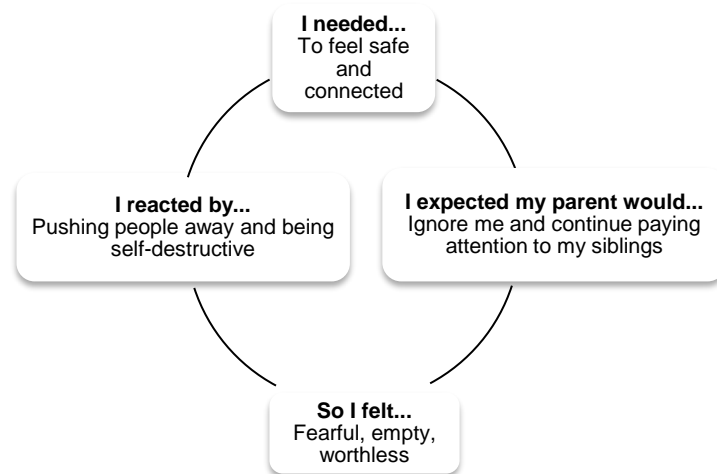 I needed...
To feel safe
and
connected
I expected my parent would...
Ignore me and continue paying
attention to my siblings
So I felt...
Fearful, empty,
worthless
I reacted by...
Pushing people away and being
self-destructive